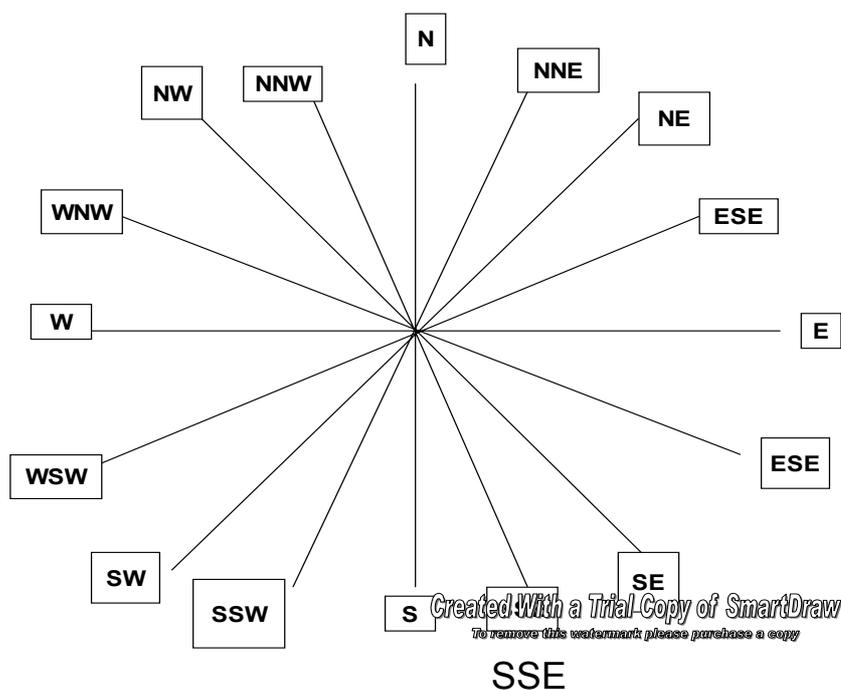 N
NNW
NNE
NW
NE
WNW
ESE
W
E
WSW
ESE
SW
SE
SSW
S
Created With a Trial Copy of SmartDraw
To remove this watermark please purchase a copy
SSE